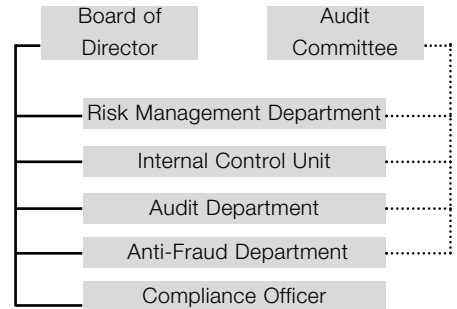 Board of
Director
Audit
Committee
Risk Management Department
Internal Control Unit
Audit Department
Anti-Fraud Department
Compliance Officer